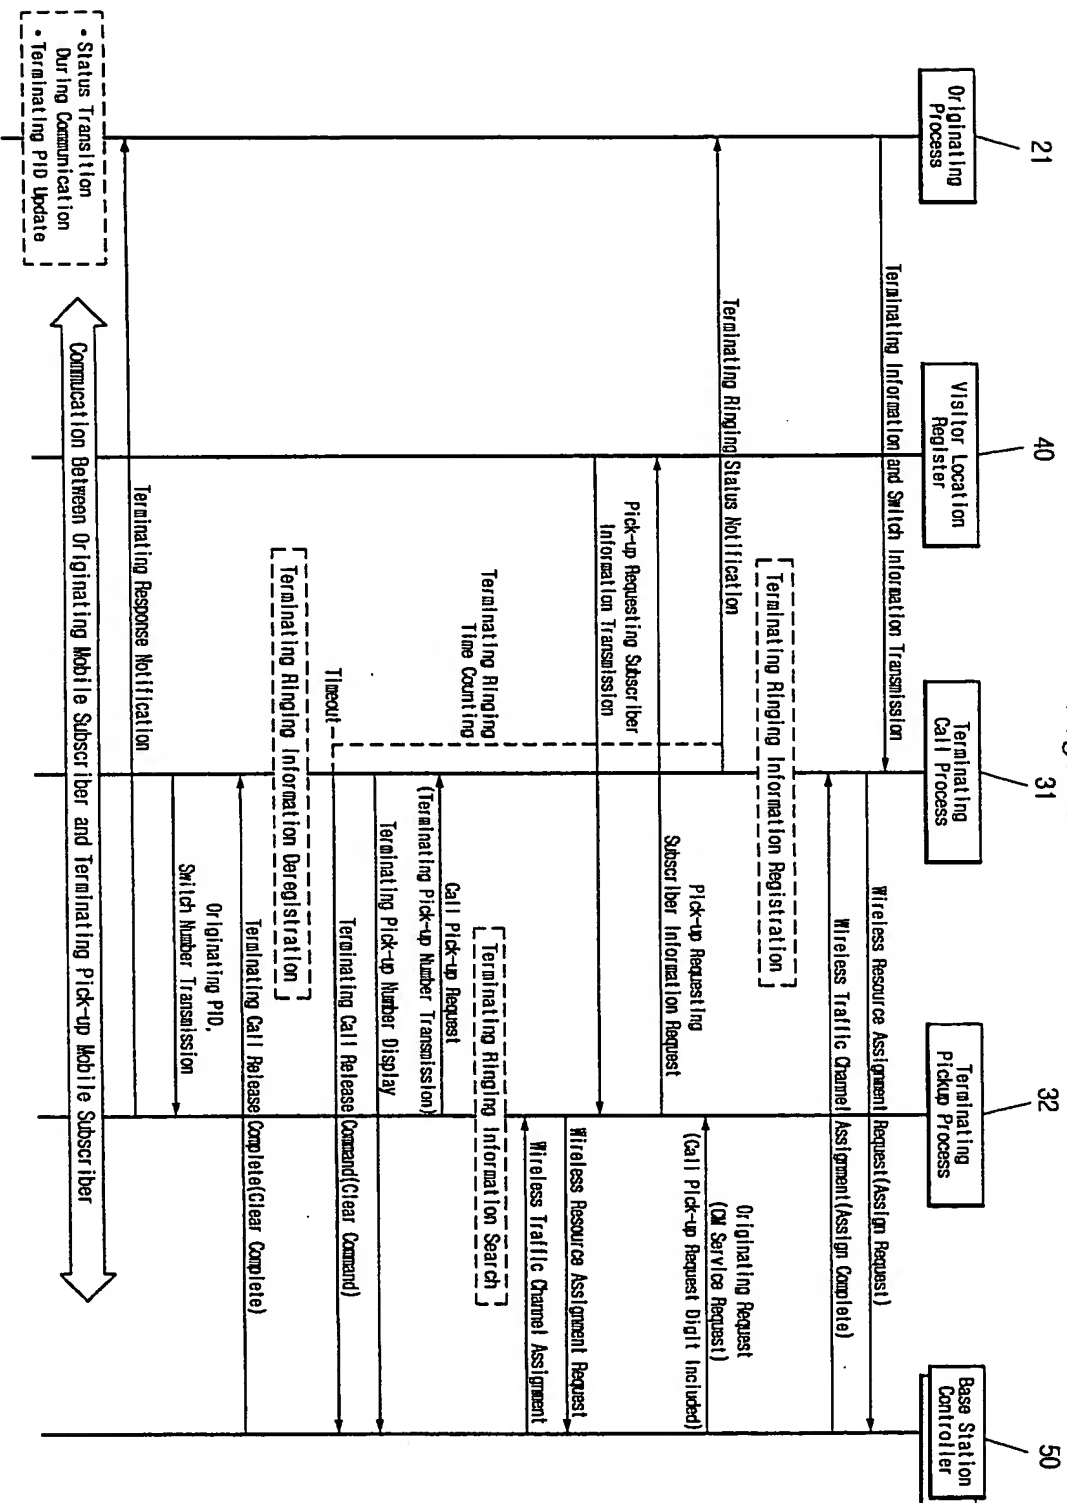 21
40
31
32
50
Originating
Process
Visitor Location
Register
Terminating
Call Process
Terminating
Pickup Process
Base Station
Controller
Terminating Information and Switch Information Transmission
Wireless Resource Assignment Request(Assign Request)
Wireless Traffic Channel Assignment(Assign Complete)
Terminating Ringing Information Registration
Terminating Ringing Status Notification
Originating Request
(CM Service Request)
(Call Pick-up Request Digit Included)
Pick-up Requesting
Subscriber Information Request
Pick-up Requesting Subscriber
Information Transmission
Wireless Resource Assignment Request
Wireless Traffic Channel Assignment
Terminating Ringing Information Search
Terminating Ringing
Time Counting
Call Pick-up Request
(Terminating Pick-up Number Transmission)
Terminating Pick-up Number Display
Timeout
Terminating Call Release Command(Clear Command)
Terminating Ringing Information Deregistration
Terminating Call Release Complete(Clear Complete)
Originating PID,
Switch Number Transmission
Terminating Response Notification
• Status Transition
During Communication
• Terminating PID Update
Commucation Between Originating Mobile Subscriber and Terminating Pick-up Mobile Subscriber